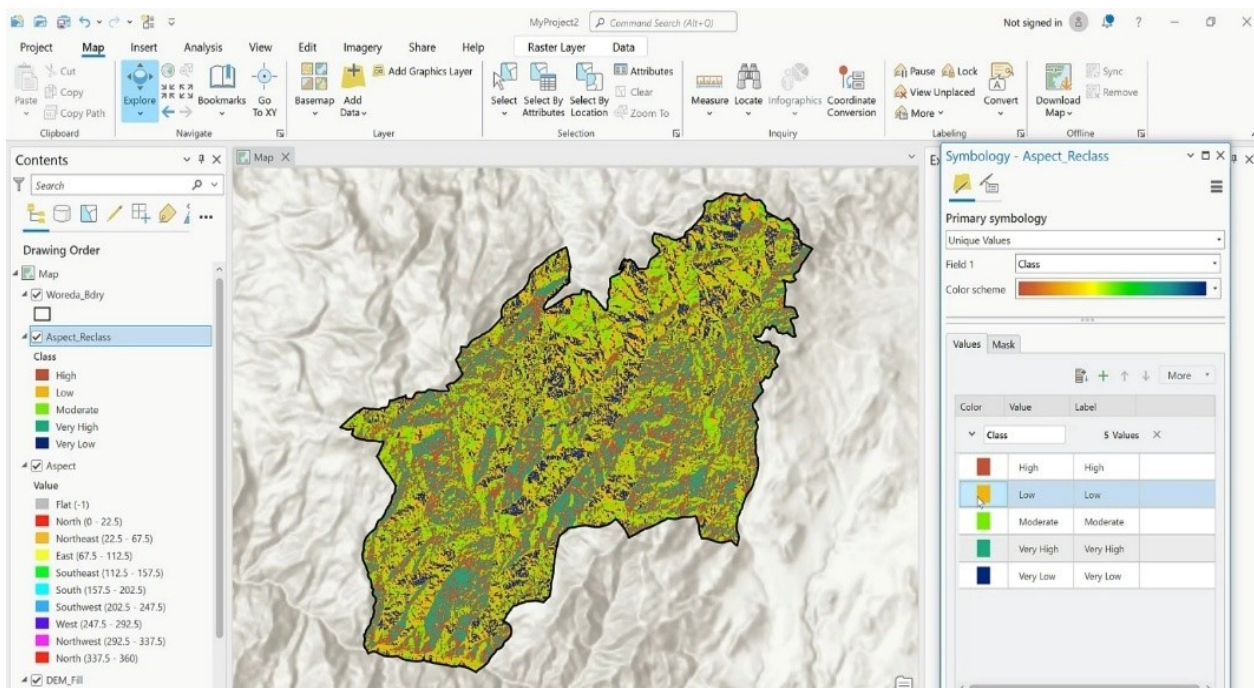 MyProject2
Command Search (Alt+Q)
Not signed in
?
Project Map Insert Analysis View Edit Imagery Share Help Raster Layer Data
Paste
Cut
Copy
Copy Path
Clipboard
Explore
Bookmarks
Go To XY
Navigate
Basemap
Add Data
Add Graphics Layer
Layer
Select
Select By Attributes
Select By Location
Attributes
Clear
Zoom To
Selection
Measure
Locate
Infographics
Coordinate Conversion
Inquiry
Pause
Lock
View Unplaced
More
Convert
Labeling
Download Map
Sync
Remove
Offline
Contents
Search
Drawing Order
Map
Woreda_Bdry
Aspect_Reclass
Class
High
Low
Moderate
Very High
Very Low
Aspect
Value
Flat (-1)
North (0 - 22.5)
Northeast (22.5 - 67.5)
East (67.5 - 112.5)
Southeast (112.5 - 157.5)
South (157.5 - 202.5)
Southwest (202.5 - 247.5)
West (247.5 - 292.5)
Northwest (292.5 - 337.5)
North (337.5 - 360)
DEM_Fill
Map
Symbology - Aspect_Reclass
Primary symbology
Unique Values
Field 1 Class
Color scheme
Values Mask
More
Color Value Label
Class 5 Values
High High
Low Low
Moderate Moderate
Very High Very High
Very Low Very Low